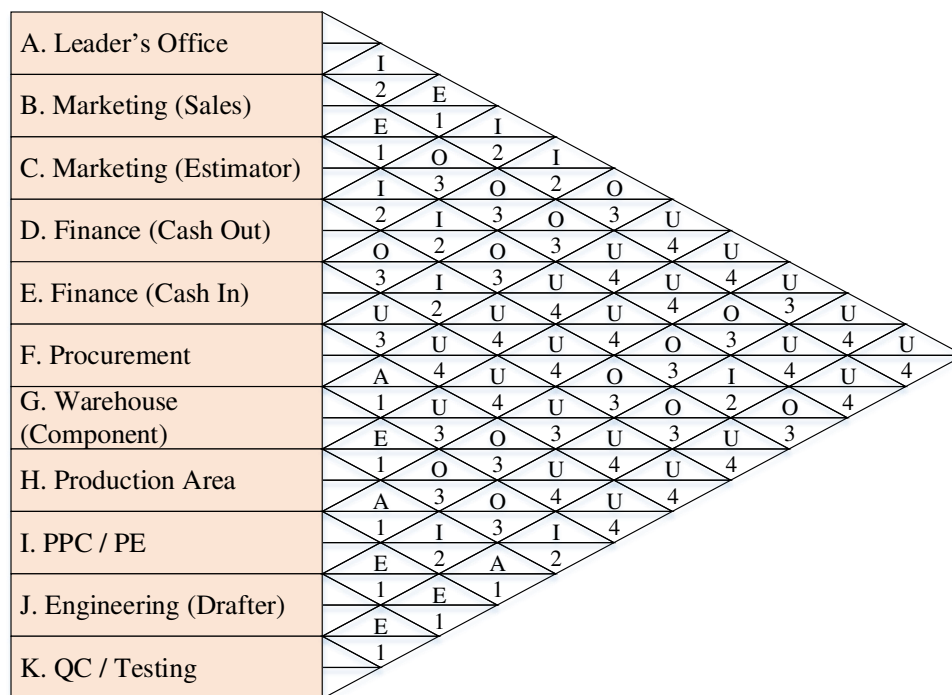 A. Leader's Office
I
2 E
B. Marketing (Sales)
E 1 I
1 O 2 I
C. Marketing (Estimator)
I 3 O 2 O
2 I 3 O 3 U
D. Finance (Cash Out)
O 2 O 3 U 4 U
3 I 3 U 4 U 4 U
E. Finance (Cash In)
U 2 U 4 U 4 O 3 U
3 U 4 U 4 O 3 U 4 U
F. Procurement
A 4 U 4 O 3 I 4 U 4
G. Warehouse
1 U 4 U 3 O 2 O 4
(Component)
E 3 O 3 U 3 U 3
1 O 3 U 4 U 4
H. Production Area
A 3 O 4 U 4
1 I 3 I 4
I. PPC / PE
E 2 A 2
1 E 1
J. Engineering (Drafter)
E 1
1
K. QC / Testing